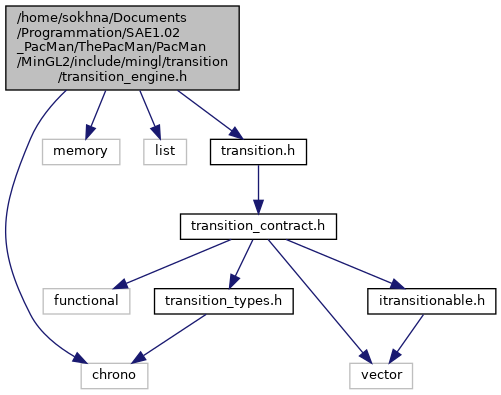 /home/sokhna/Documents
/Programmation/SAE1.02
_PacMan/ThePacMan/PacMan
/MinGL2/include/mingl/transition
/transition_engine.h
memory
list
transition.h
transition_contract.h
functional
transition_types.h
itransitionable.h
chrono
vector